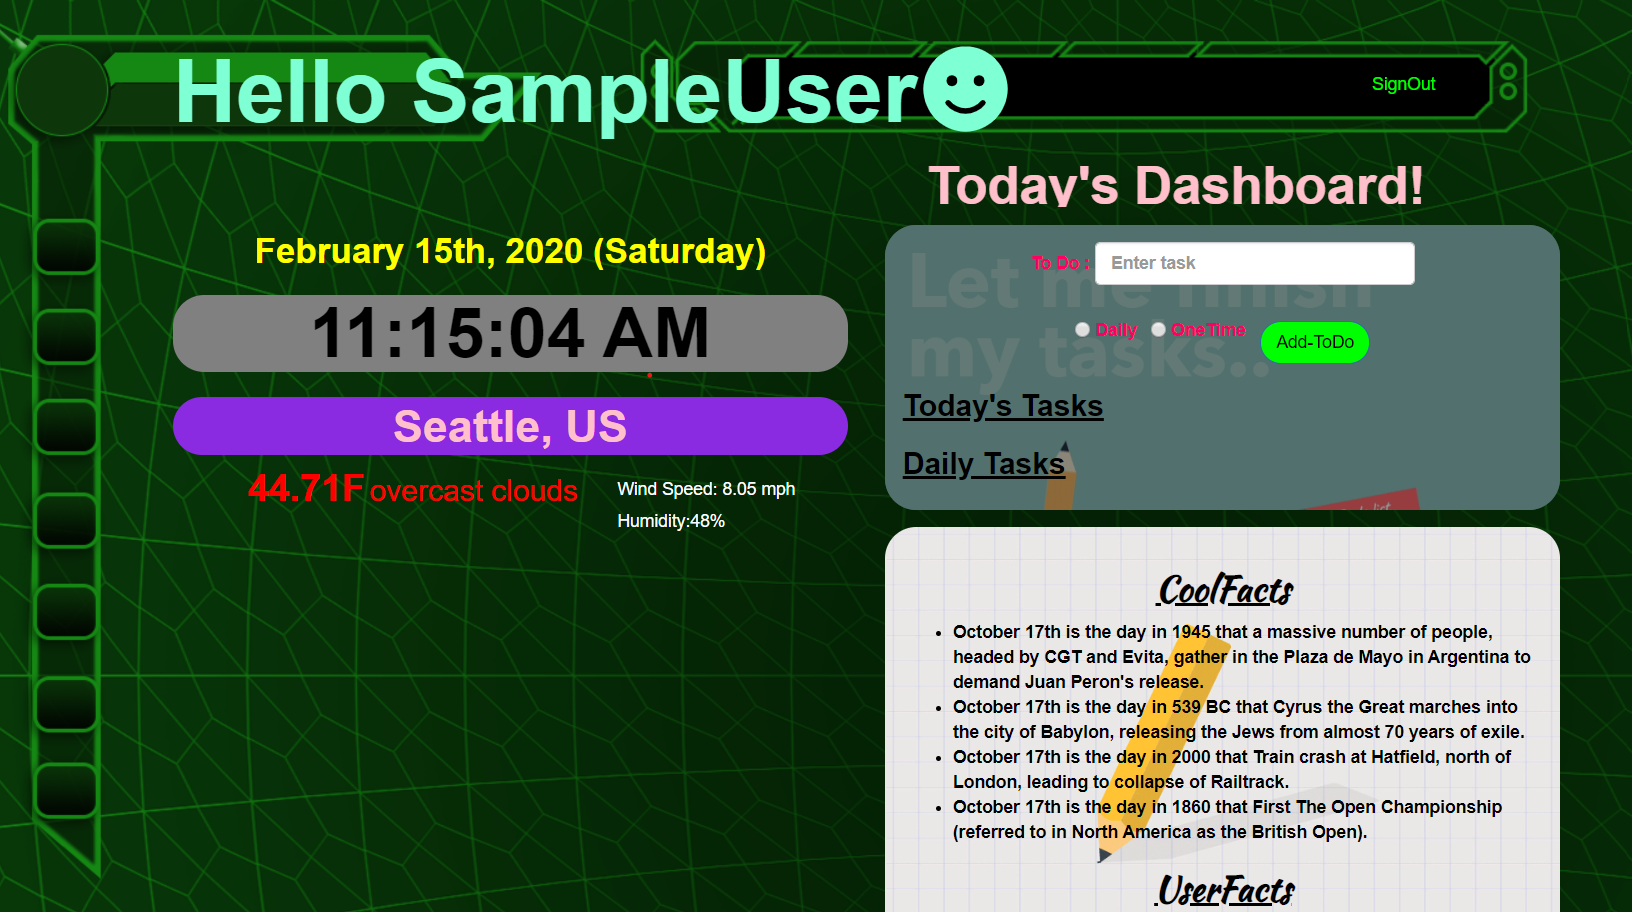 Hello SampleUser
SignOut
Today's Dashboard!
February 15th, 2020 (Saturday)
11:15:04 AM
Seattle, US
44.71F overcast clouds
Wind Speed: 8.05 mph
Humidity:48%
To Do :
Enter task
Let me finish
my tasks..
Daily
OneTime
Add-ToDo
Today's Tasks
Daily Tasks
list
CoolFacts
October 17th is the day in 1945 that a massive number of people,
headed by CGT and Evita, gather in the Plaza de Mayo in Argentina to
demand Juan Peron's release.
October 17th is the day in 539 BC that Cyrus the Great marches into
the city of Babylon, releasing the Jews from almost 70 years of exile.
October 17th is the day in 2000 that Train crash at Hatfield, north of
London, leading to collapse of Railtrack.
October 17th is the day in 1860 that First The Open Championship
(referred to in North America as the British Open).
UserFacts